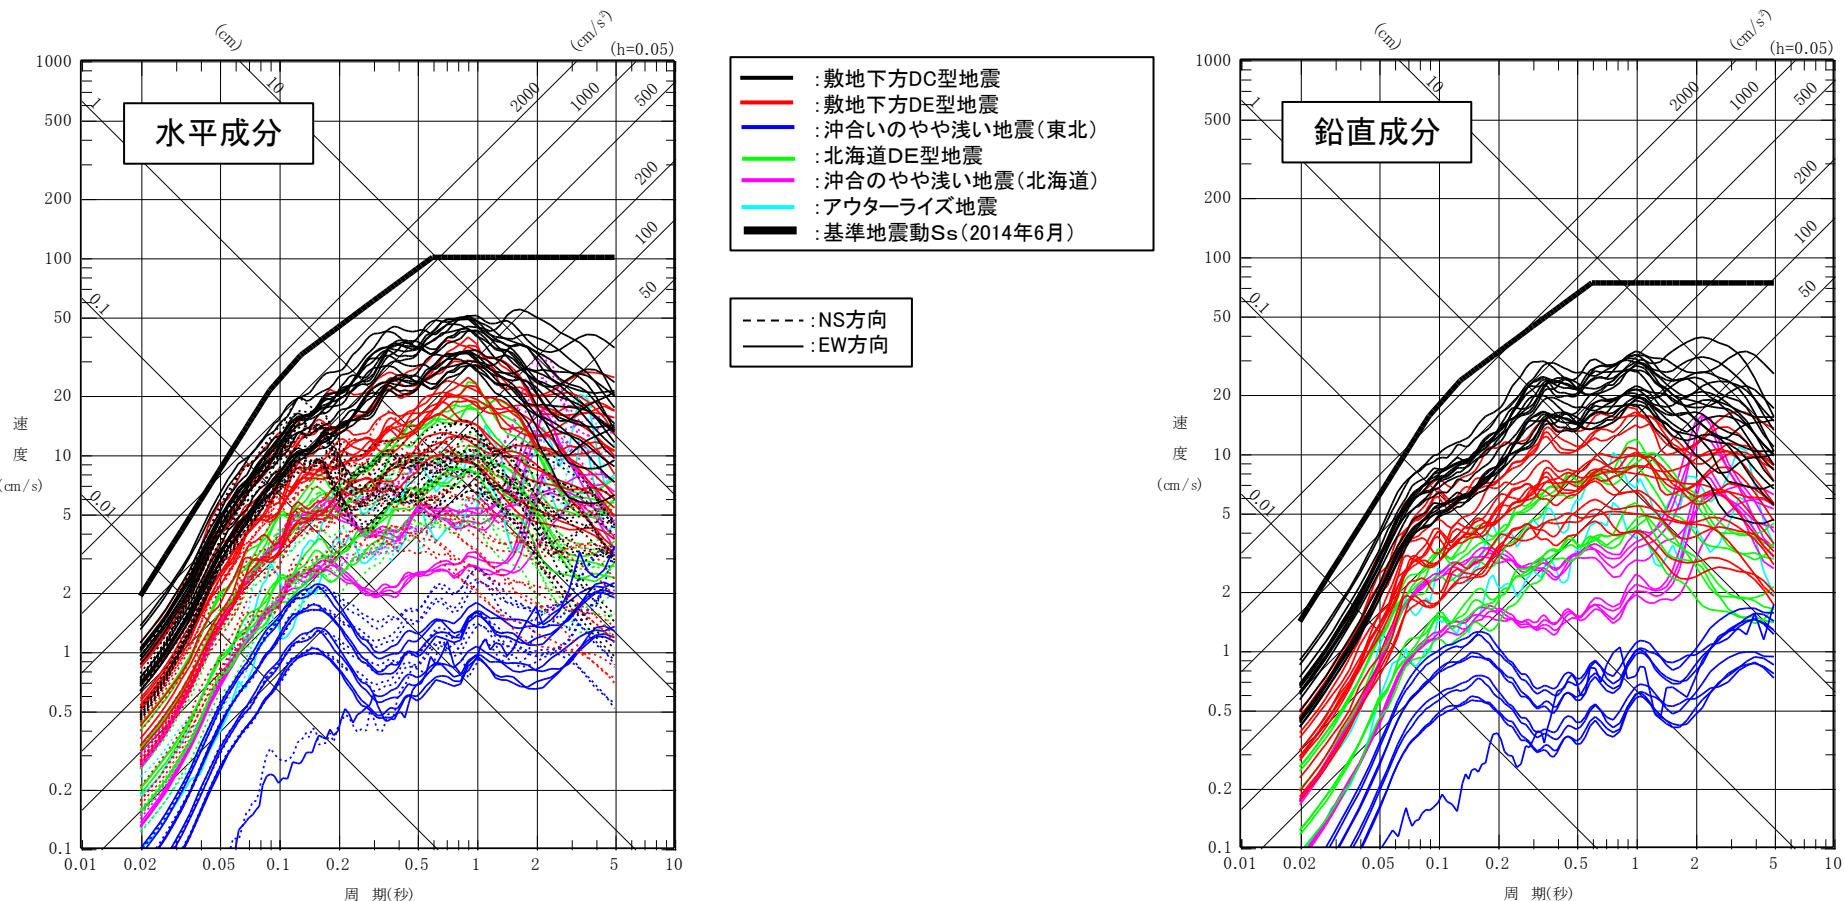 (cm)
(cm/s²)
(h=0.05)
水平成分
1000
500
200
100
50
20
10
5
2
1
0.5
0.2
0.1
速
度
(cm/s)
1
10
0.1
0.01
2000
1000
500
200
100
50
0.01
0.02
0.05
0.1
0.2
0.5
1
2
5
10
周 期(秒)
:敷地下方DC型地震
:敷地下方DE型地震
:沖合いのやや浅い地震(東北)
:北海道DE型地震
:沖合のやや浅い地震(北海道)
:アウターライズ地震
:基準地震動Ss(2014年6月)
:NS方向
:EW方向
(cm)
(cm/s²)
(h=0.05)
鉛直成分
1000
500
200
100
50
20
10
5
2
1
0.5
0.2
0.1
速
度
(cm/s)
1
10
0.1
0.01
2000
1000
500
200
100
50
0.01
0.02
0.05
0.1
0.2
0.5
1
2
5
10
周 期(秒)